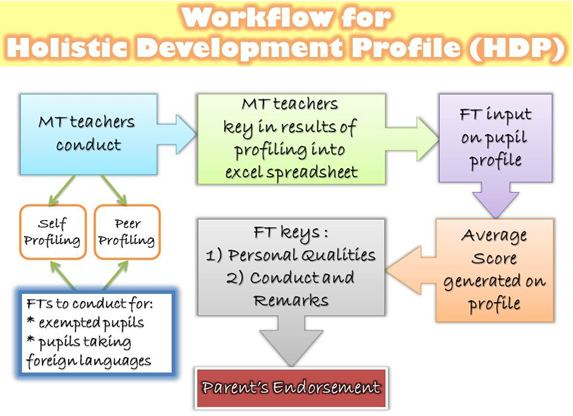 Workflow for
Holistic Development Profile (HDP)
MT teachers
conduct
MT teachers
key in results of
profiling into
excel spreadsheet
FT input
on pupil
profile
Self
Profiling
Peer
Profiling
FT keys :
1) Personal Qualities
2) Conduct and
Remarks
Average
Score
generated on
profile
FTs to conduct for:
* exempted pupils
* pupils taking
foreign languages
Parent's Endorsement